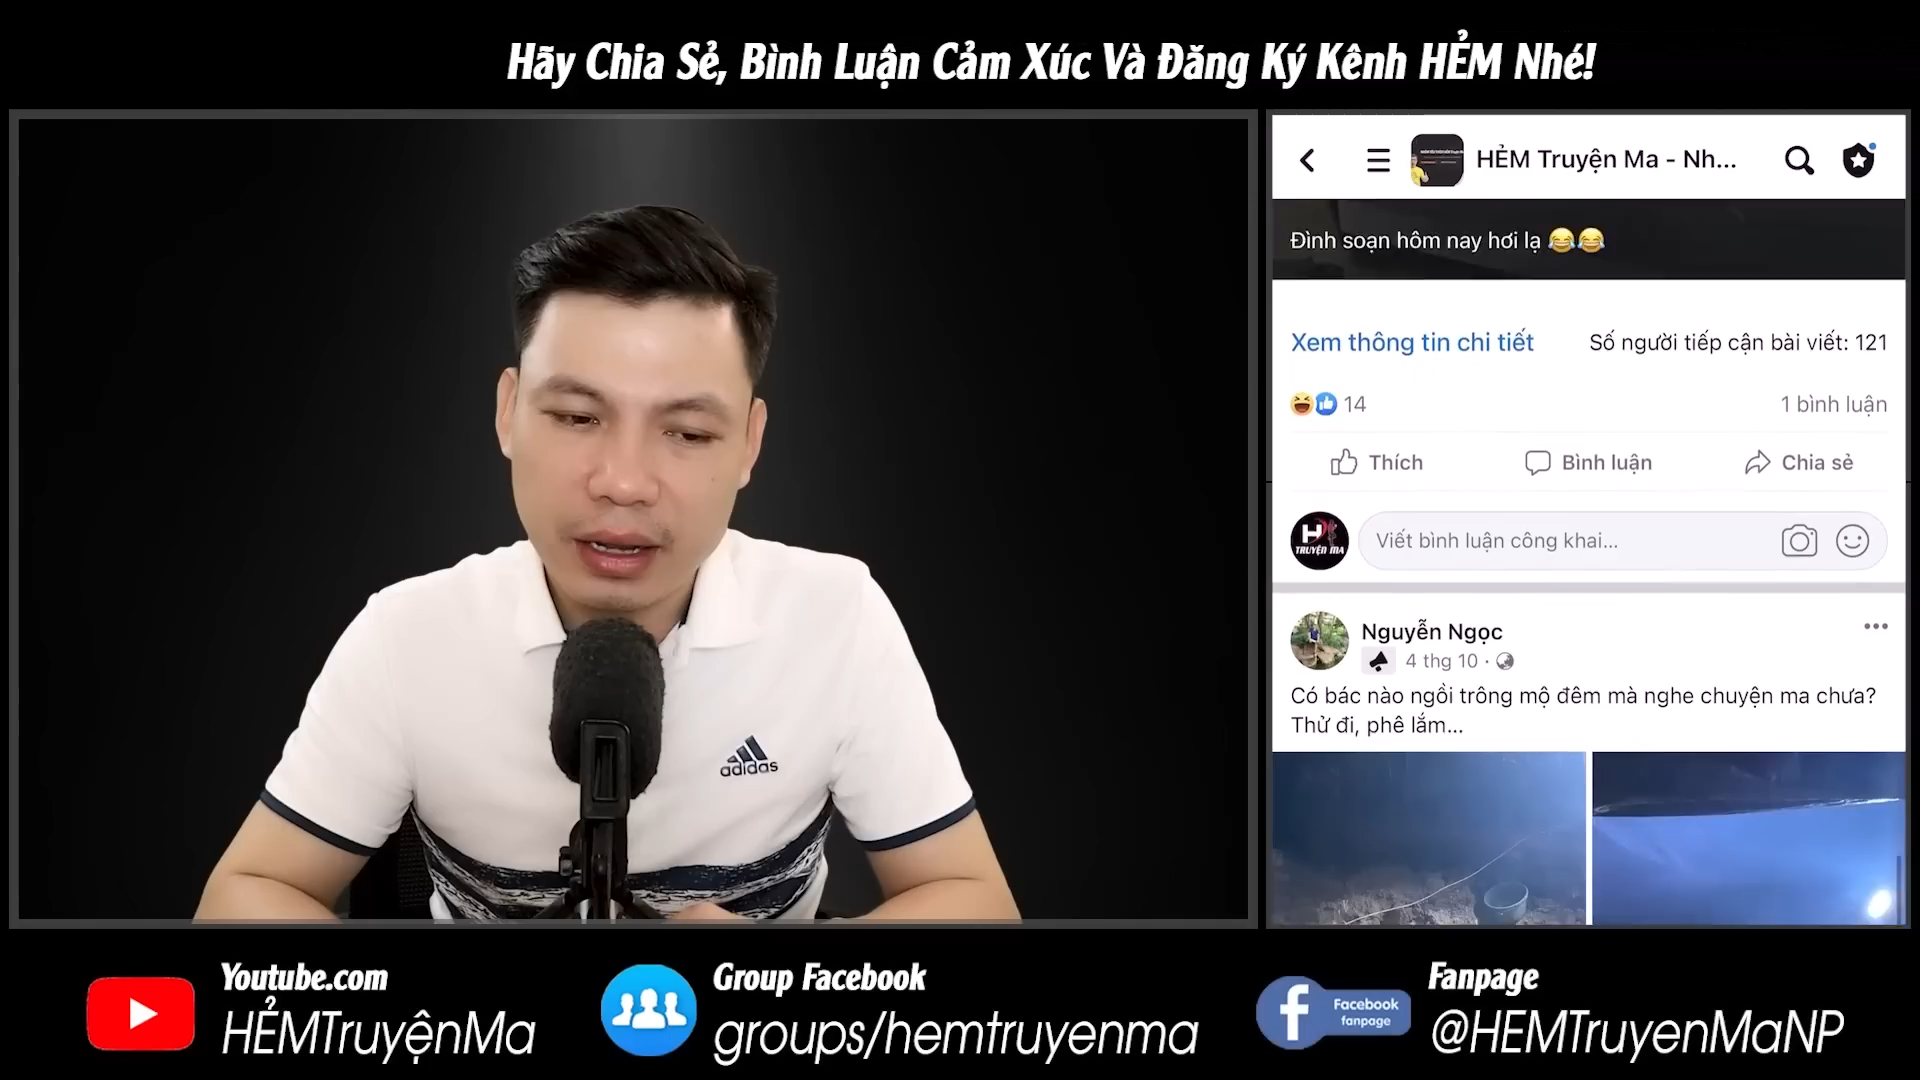 Hãy Chia Sẻ, Bình Luận Cảm Xúc Và Đăng Ký Kênh HẺM Nhé!
HẺM Truyện Ma - Nh...
Đình soạn hôm nay hơi lạ 😂😂
Xem thông tin chi tiết
Số người tiếp cận bài viết: 121
14
1 bình luận
Thích
Bình luận
Chia sẻ
H
TRUYỆN MA
Viết bình luận công khai...
Nguyễn Ngọc
4 thg 10 ·
Có bác nào ngồi trông mộ đêm mà nghe chuyện ma chưa?
Thử đi, phê lắm...
adidas
Youtube.com
HẺMTruyệnMa
Group Facebook
groups/hemtruyenma
Facebook
fanpage
Fanpage
@HEMTruyenMaNP